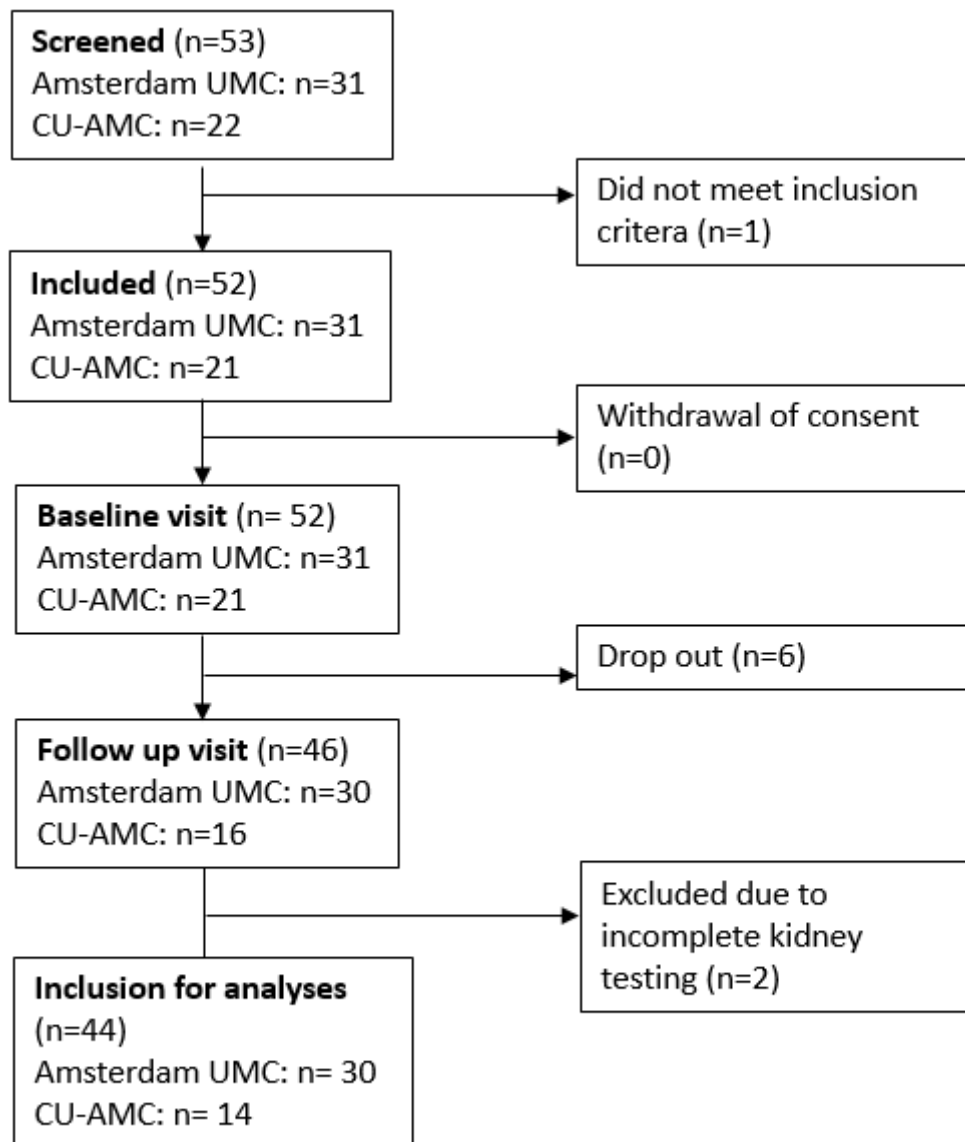 Screened (n=53)
Amsterdam UMC: n=31
CU-AMC: n=22
Did not meet inclusion
critera (n=1)
Included (n=52)
Amsterdam UMC: n=31
CU-AMC: n=21
Withdrawal of consent
(n=0)
Baseline visit (n= 52)
Amsterdam UMC: n=31
CU-AMC: n=21
Drop out (n=6)
Follow up visit (n=46)
Amsterdam UMC: n=30
CU-AMC: n=16
Excluded due to
incomplete kidney
testing (n=2)
Inclusion for analyses
(n=44)
Amsterdam UMC: n= 30
CU-AMC: n= 14